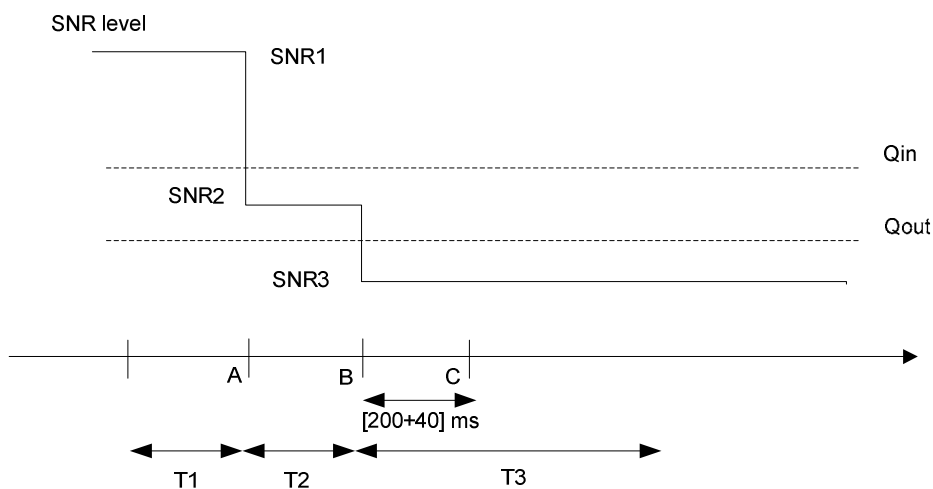 SNR level
SNR1
Qin
SNR2
Qout
SNR3
A
B
C
[200+40] ms
T1
T2
T3